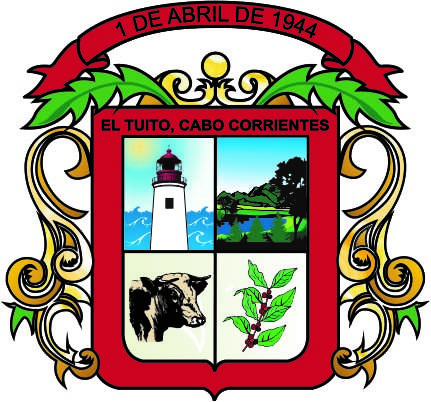 1 DE ABRIL DE 1944
EL TUITO, CABO CORRIENTES